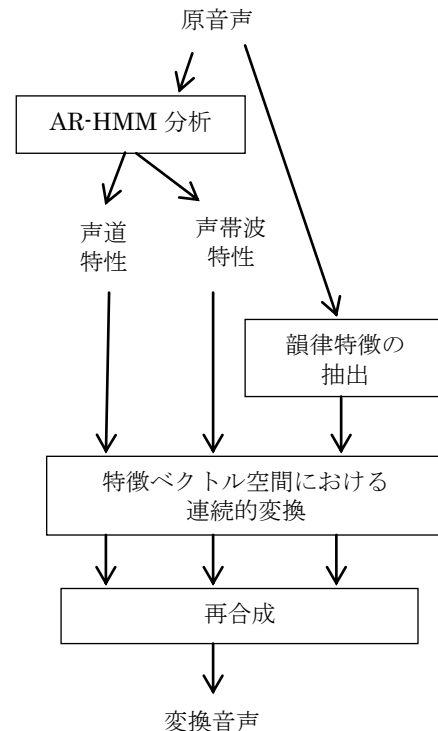 原音声
AR-HMM 分析
声道
特性
声帯波
特性
韻律特徴の
抽出
特徴ベクトル空間における
連続的変換
再合成
変換音声